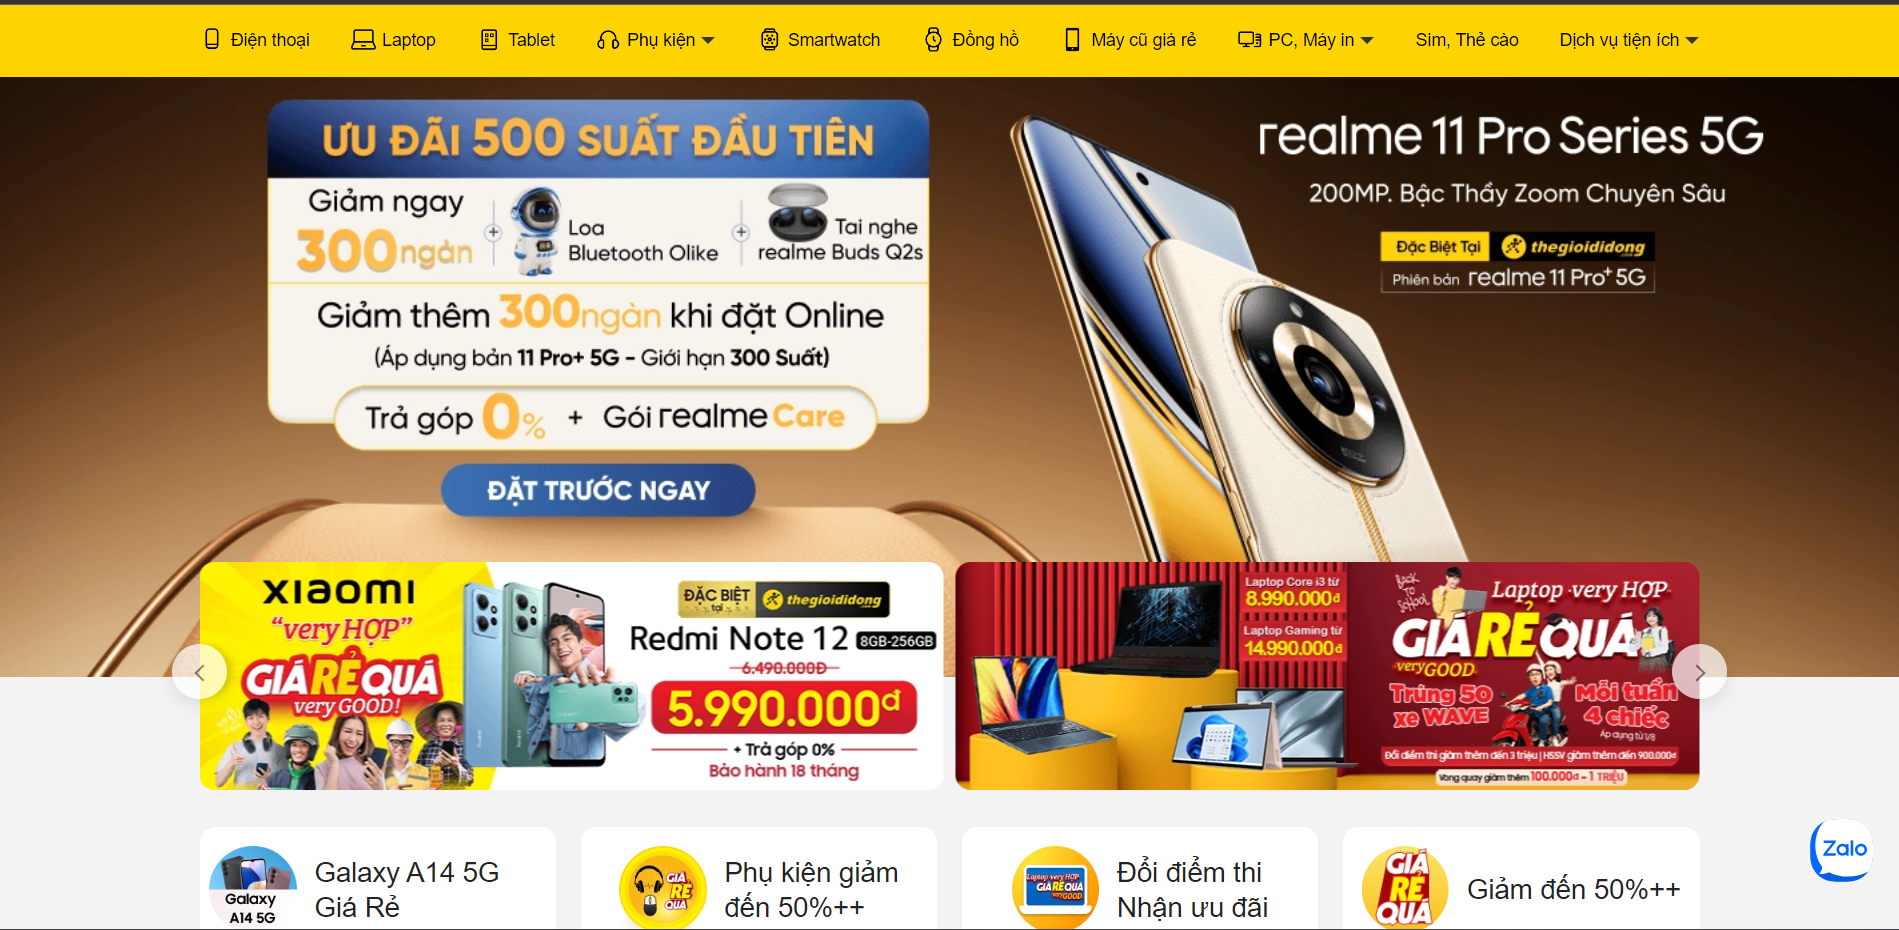 Điện thoại
Laptop
Tablet
Phụ kiện
Smartwatch
Đồng hồ
Máy cũ giá rẻ
PC, Máy in
Sim, Thẻ cào
Dịch vụ tiện ích
ƯU ĐÃI 500 SUẤT ĐẦU TIÊN
Giảm ngay
300 ngàn
+
Loa
Bluetooth Olike
+
Tai nghe
realme Buds Q2s
Giảm thêm 300 ngàn khi đặt Online
(Áp dụng bản 11 Pro+ 5G - Giới hạn 300 Suất)
Trả góp 0% + Gói realme Care
ĐẶT TRƯỚC NGAY
realme 11 Pro Series 5G
200MP. Bậc Thầy Zoom Chuyên Sâu
Đặc Biệt Tại thegioididong.com
Phiên bản realme 11 Pro+ 5G
xiaomi
"very HỢP"
GIÁ RẺ QUÁ
very GOOD!
ĐẶC BIỆT tại thegioididong.com
Redmi Note 12 8GB-256GB
6.490.000Đ
5.990.000đ
+ Trả góp 0%
Bảo hành 18 tháng
Redmi
Laptop Core i3 từ
8.990.000đ
Laptop Gaming từ
14.990.000đ
BACK TO SCHOOL
Laptop very HỢP
GIÁ RẺ QUÁ
very GOOD
Trúng 50
xe WAVE
Mỗi tuần
4 chiếc
Áp dụng từ 1/8
Đổi điểm thi giảm thêm đến 3 triệu | HSSV giảm thêm đến 900.000đ
Vòng quay giảm thêm 100.000đ - 1 TRIỆU
Galaxy
A14 5G
Galaxy A14 5G
Giá Rẻ
GIÁ
RẺ
QUÁ
Phụ kiện giảm
đến 50%++
Laptop very HỢP
GIÁ RẺ QUÁ
very GOOD
Đổi điểm thi
Nhận ưu đãi
GIÁ
RẺ
QUÁ
Giảm đến 50%++
Zalo